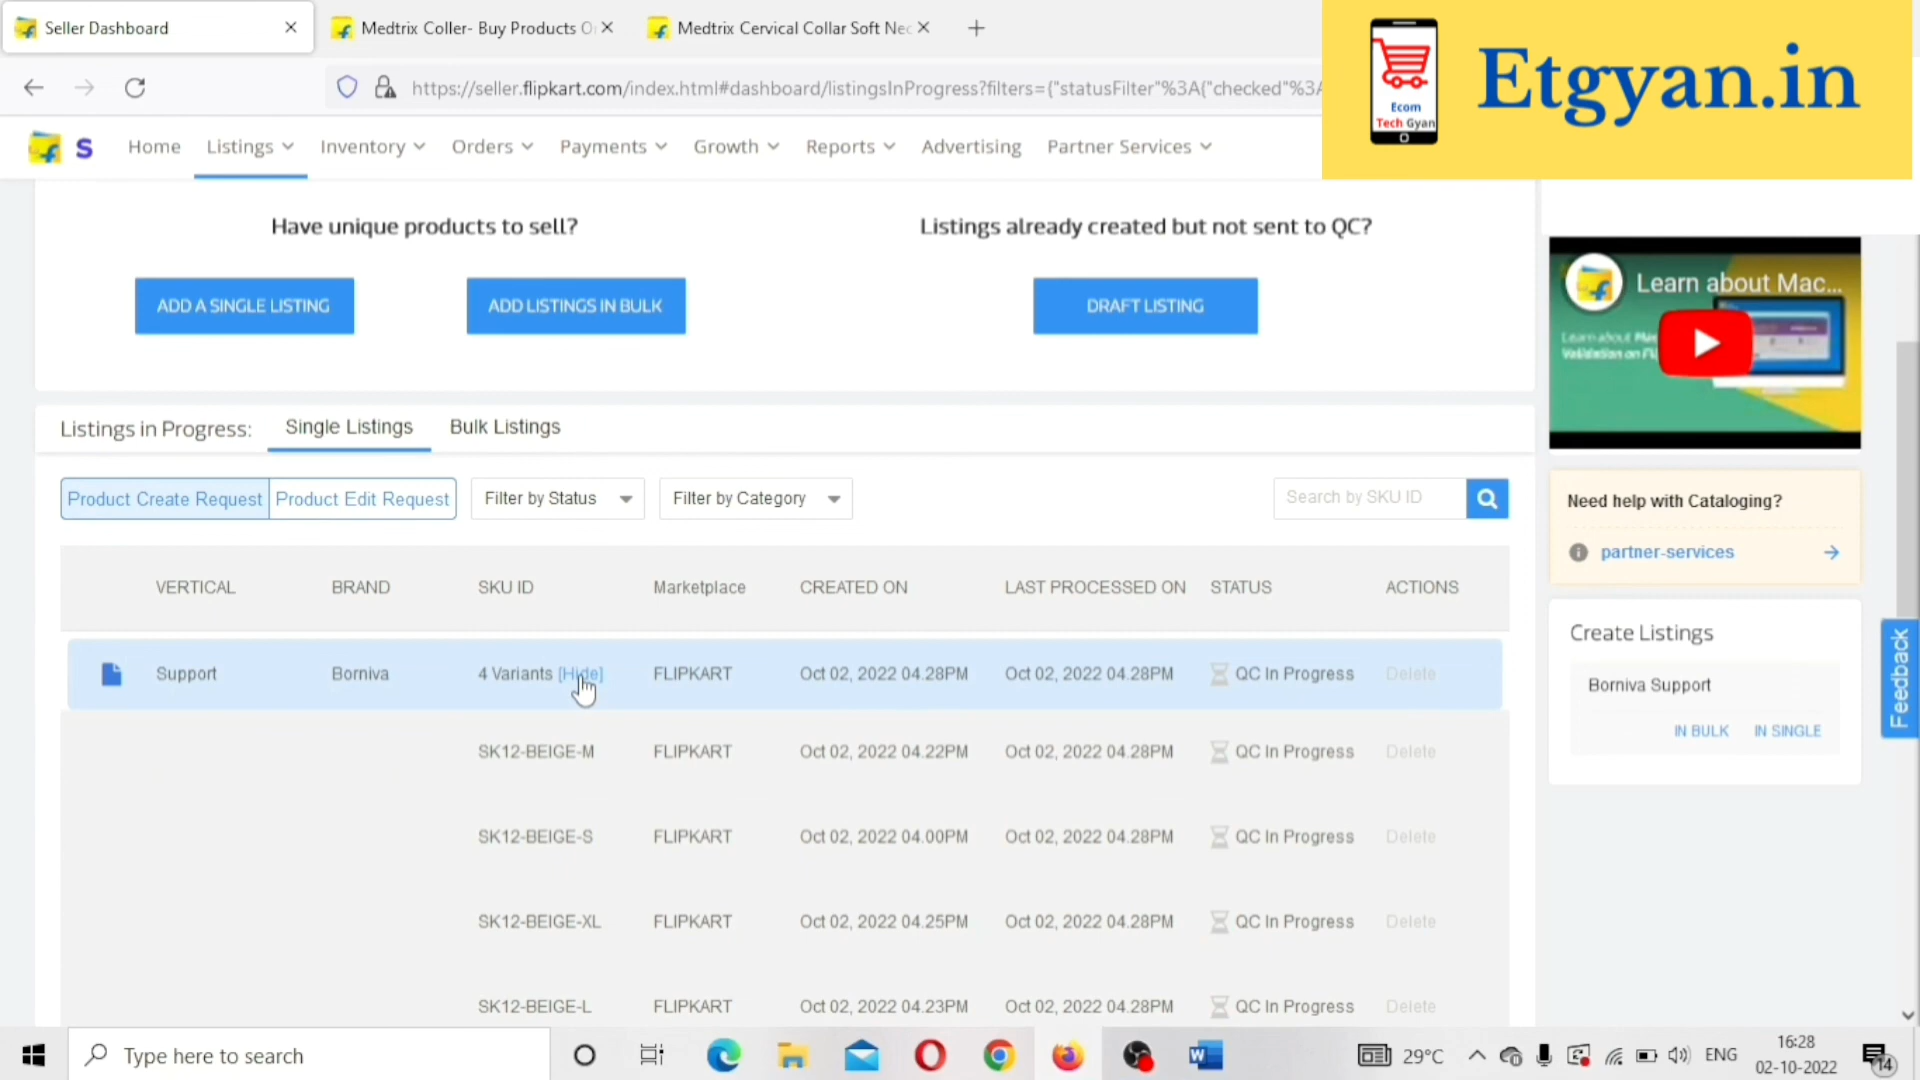 Seller Dashboard
Medtrix Coller- Buy Products O
Medtrix Cervical Collar Soft Nec
https://seller.flipkart.com/index.html#dashboard/listingsInProgress?filters={"statusFilter"%3A{"checked"%3A
Ecom
Tech Gyan
Etgyan.in
S Home Listings Inventory Orders Payments Growth Reports Advertising Partner Services
Have unique products to sell?
Listings already created but not sent to QC?
ADD A SINGLE LISTING
ADD LISTINGS IN BULK
DRAFT LISTING
Learn about Mac...
Listings in Progress: Single Listings Bulk Listings
Product Create Request Product Edit Request Filter by Status Filter by Category Search by SKU ID
Need help with Cataloging?
partner-services
VERTICAL BRAND SKU ID Marketplace CREATED ON LAST PROCESSED ON STATUS ACTIONS
Support Borniva 4 Variants [Hide] FLIPKART Oct 02, 2022 04.28PM Oct 02, 2022 04.28PM QC In Progress Delete
SK12-BEIGE-M FLIPKART Oct 02, 2022 04.22PM Oct 02, 2022 04.28PM QC In Progress Delete
SK12-BEIGE-S FLIPKART Oct 02, 2022 04.00PM Oct 02, 2022 04.28PM QC In Progress Delete
SK12-BEIGE-XL FLIPKART Oct 02, 2022 04.25PM Oct 02, 2022 04.28PM QC In Progress Delete
SK12-BEIGE-L FLIPKART Oct 02, 2022 04.23PM Oct 02, 2022 04.28PM QC In Progress Delete
Create Listings
Borniva Support
IN BULK IN SINGLE
Feedback
Type here to search
29°C
ENG
16:28
02-10-2022
14